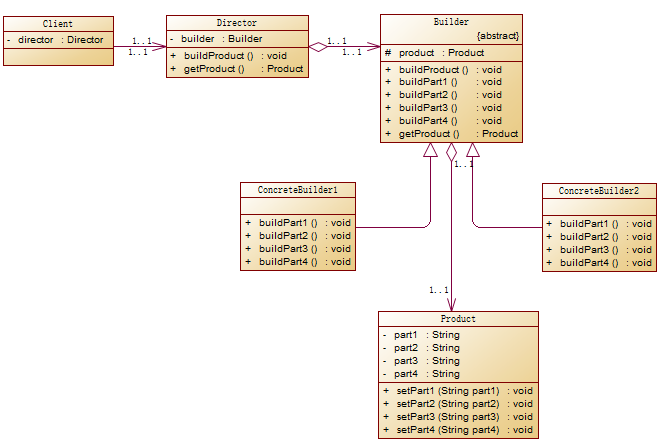 Client
- director : Director
1..1
1..1
Director
- builder : Builder
+ buildProduct () : void
+ getProduct () : Product
1..1
1..1
Builder
{abstract}
# product : Product
+ buildProduct () : void
+ buildPart1 () : void
+ buildPart2 () : void
+ buildPart3 () : void
+ buildPart4 () : void
+ getProduct () : Product
1..1
ConcreteBuilder1
+ buildPart1 () : void
+ buildPart2 () : void
+ buildPart3 () : void
+ buildPart4 () : void
ConcreteBuilder2
+ buildPart1 () : void
+ buildPart2 () : void
+ buildPart3 () : void
+ buildPart4 () : void
1..1
Product
- part1 : String
- part2 : String
- part3 : String
- part4 : String
+ setPart1 (String part1) : void
+ setPart2 (String part2) : void
+ setPart3 (String part3) : void
+ setPart4 (String part4) : void